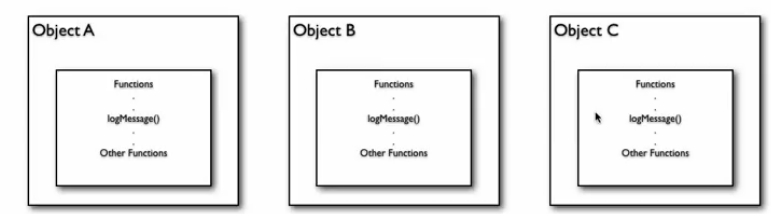 Object A
Functions
.
.
logMessage()
.
.
Other Functions
Object B
Functions
.
.
logMessage()
.
.
Other Functions
Object C
Functions
.
.
logMessage()
.
.
Other Functions